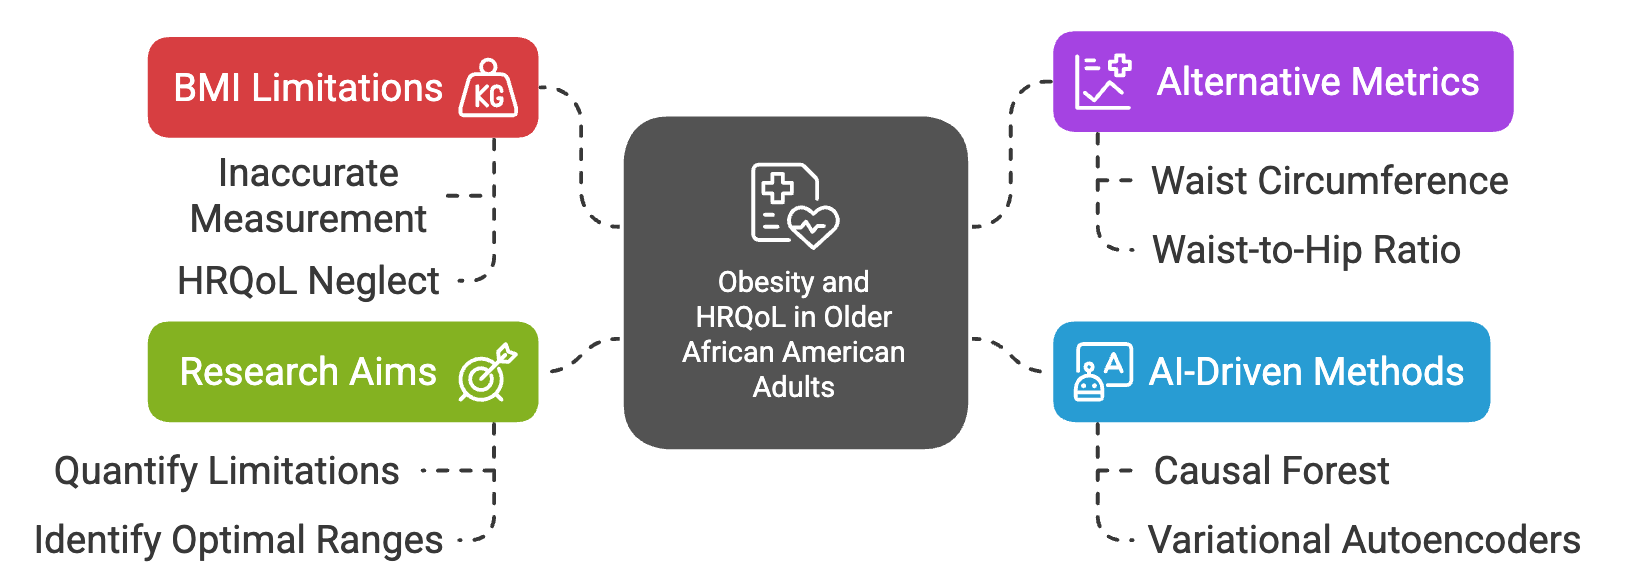 BMI Limitations
KG
Inaccurate
Measurement
HRQoL Neglect
Research Aims
Quantify Limitations
Identify Optimal Ranges
Obesity and
HRQoL in Older
African American
Adults
Alternative Metrics
Waist Circumference
Waist-to-Hip Ratio
A
AI-Driven Methods
Causal Forest
Variational Autoencoders